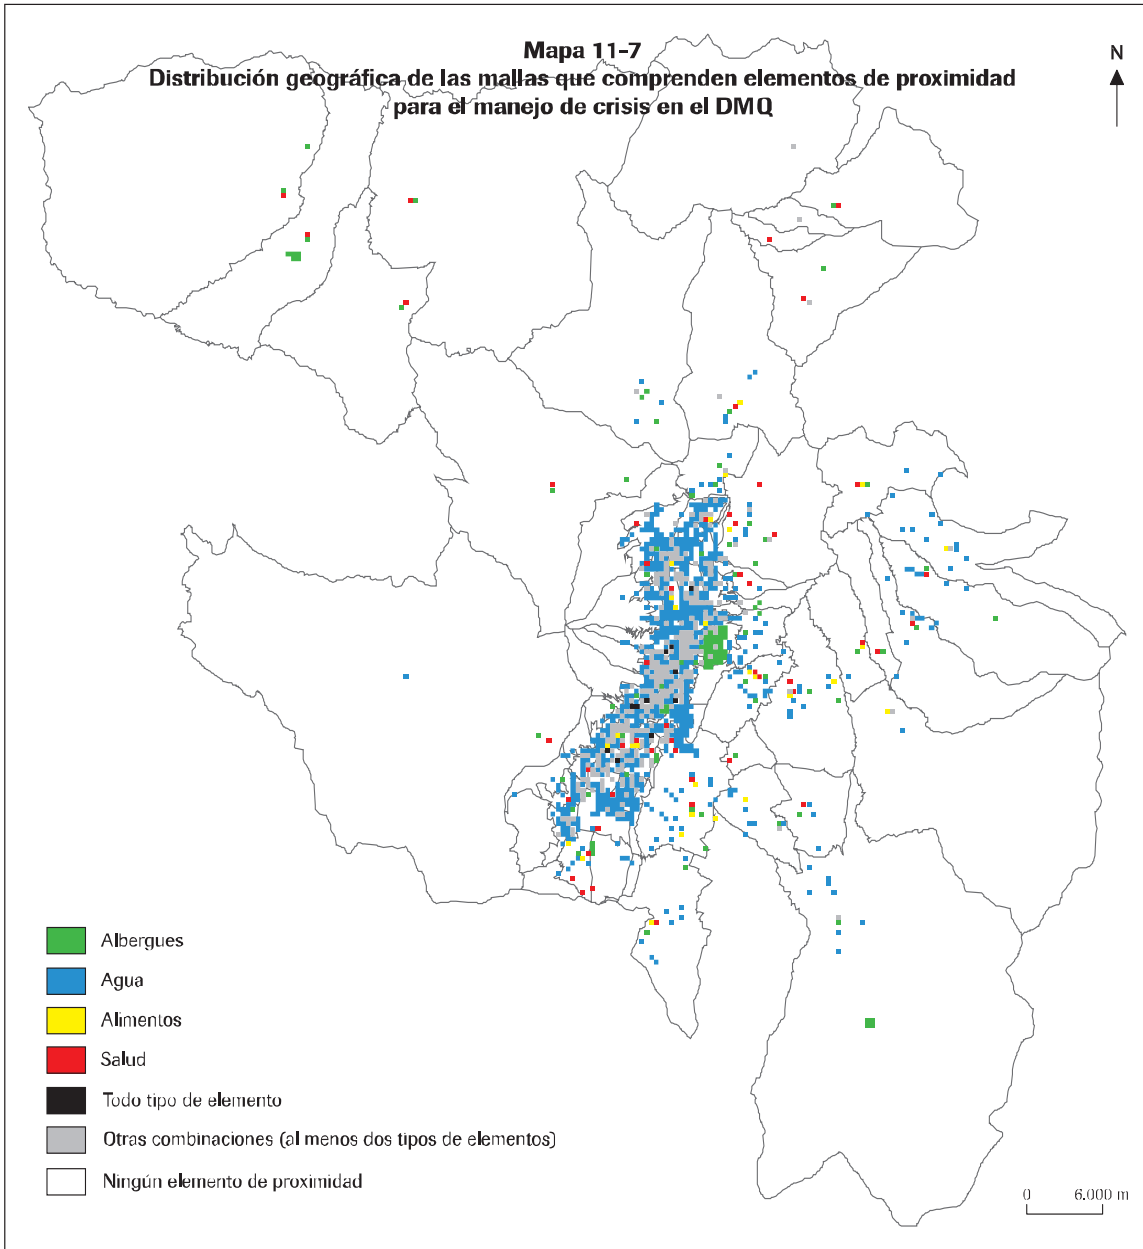 Mapa 11-7
Distribución geográfica de las mallas que comprenden elementos de proximidad
para el manejo de crisis en el DMQ
N
Albergues
Agua
Alimentos
Salud
Todo tipo de elemento
Otras combinaciones (al menos dos tipos de elementos)
Ningún elemento de proximidad
0 6.000 m